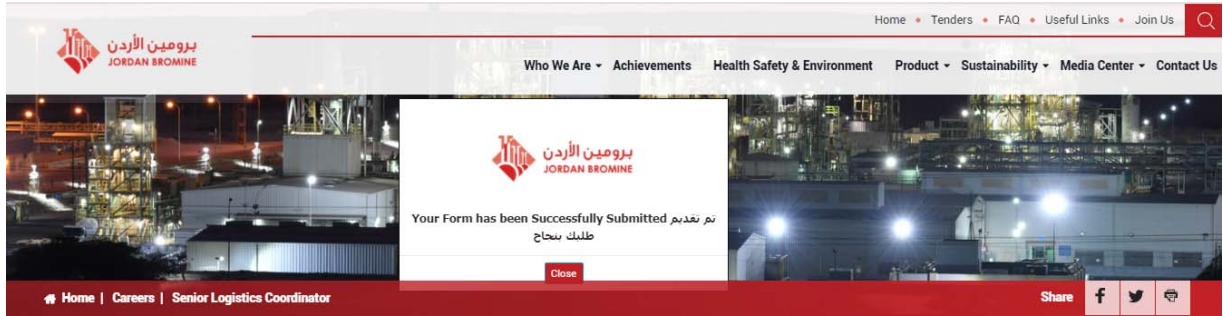 Home • Tenders • FAQ • Useful Links • Join Us
برومين الأردن
JORDAN BROMINE
Who We Are Achievements Health Safety & Environment Product Sustainability Media Center Contact Us
برومين الأردن
JORDAN BROMINE
Your Form has been Successfully Submitted تم تقديم
طلبك بنجاح
Close
Home | Careers | Senior Logistics Coordinator
Share